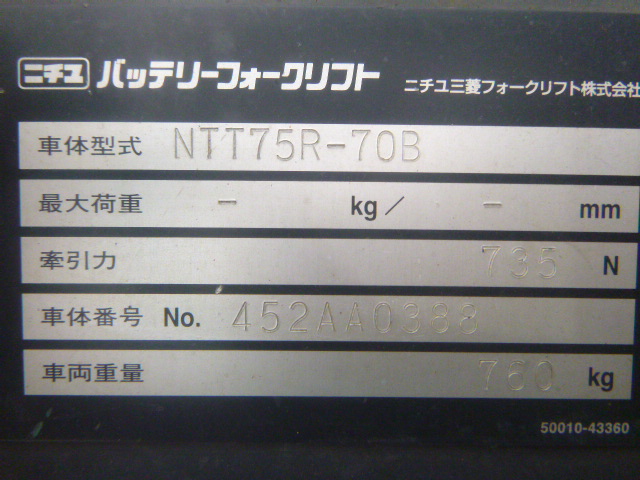 ニチユ バッテリーフォークリフト ニチユ三菱フォークリフト株式会社
車体型式 NTT75R-70B
最大荷重 - kg/ - mm
牽引力 735 N
車体番号 No. 452AA0388
車両重量 760 kg
50010-43360